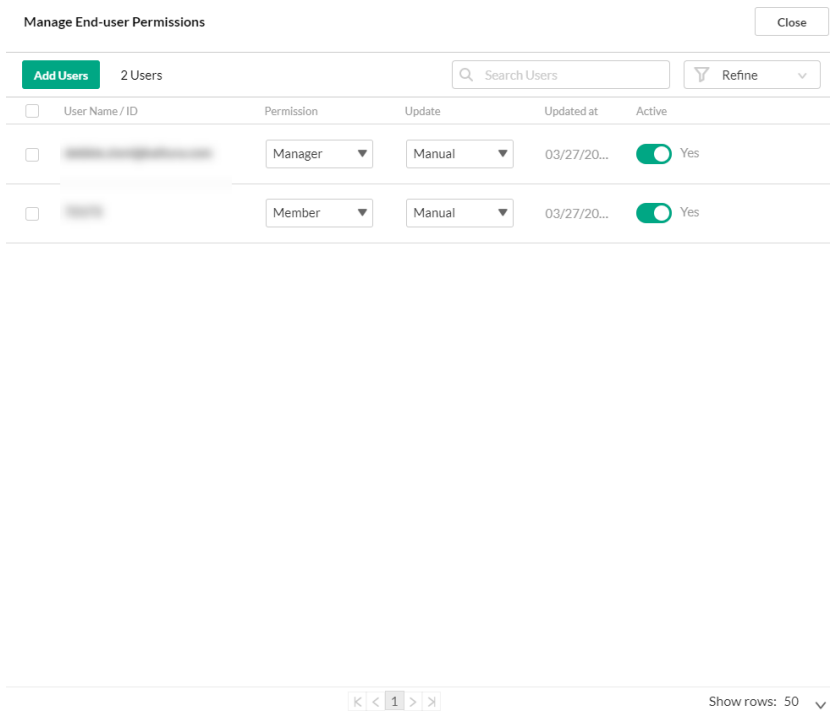 Manage End-user Permissions
Close
Add Users 2 Users Search Users Refine
User Name / ID Permission Update Updated at Active
Manager Manual 03/27/20... Yes
Member Manual 03/27/20... Yes
1 Show rows: 50